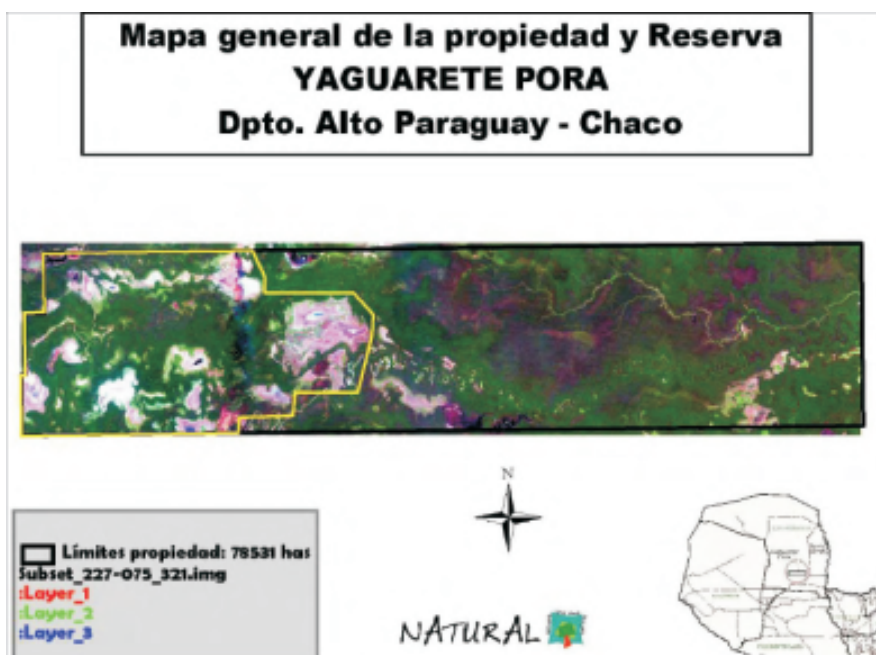 Mapa general de la propiedad y Reserva
YAGUARETE PORA
Dpto. Alto Paraguay - Chaco
N
Límites propiedad: 78531 has
Subset_227-075_321.img
:Layer_1
:Layer_2
:Layer_3
NATURAL